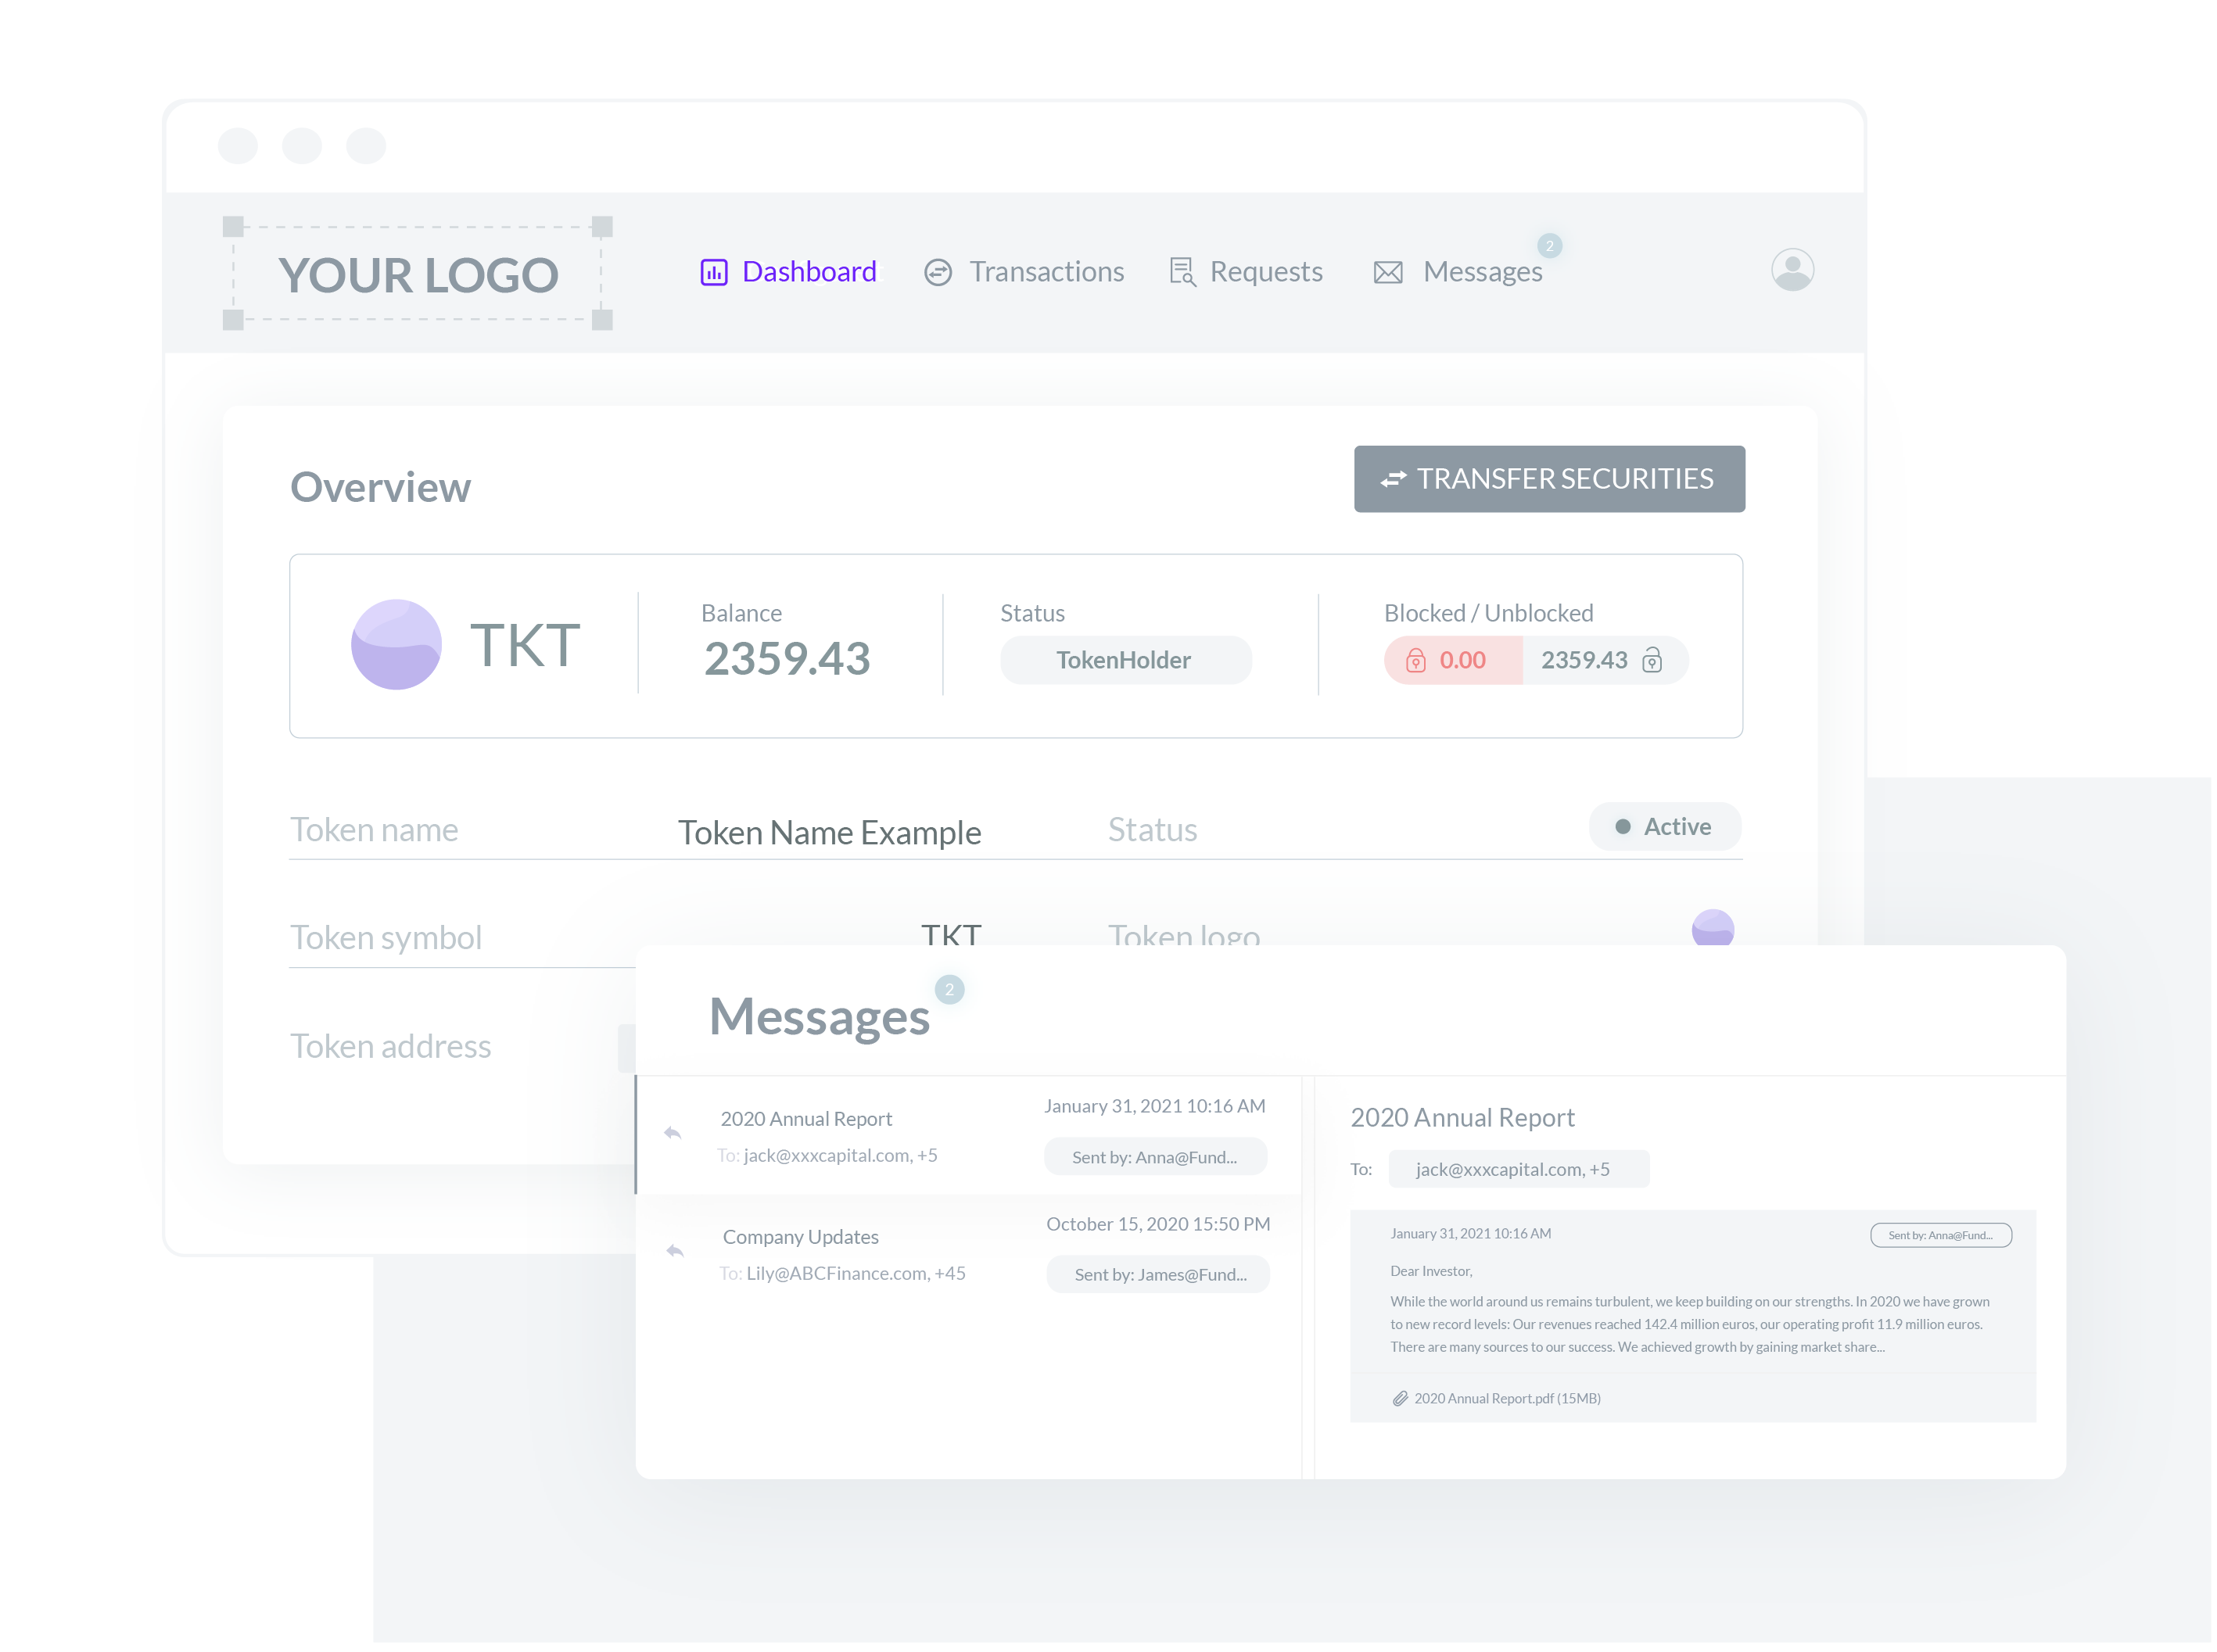 YOUR LOGO
Dashboard
Transactions
Requests
Messages
2
Overview
TRANSFER SECURITIES
TKT
Balance
2359.43
Status
TokenHolder
Blocked / Unblocked
0.00
2359.43
Token name
Token Name Example
Status
Active
Token symbol
TKT
Token logo
Token address
Messages
2
2020 Annual Report
January 31, 2021 10:16 AM
To: jack@xxxcapital.com, +5
Sent by: Anna@Fund...
Company Updates
October 15, 2020 15:50 PM
To: Lily@ABCFinance.com, +45
Sent by: James@Fund...
2020 Annual Report
To:
jack@xxxcapital.com, +5
January 31, 2021 10:16 AM
Sent by: Anna@Fund...
Dear Investor,
While the world around us remains turbulent, we keep building on our strengths. In 2020 we have grown
to new record levels: Our revenues reached 142.4 million euros, our operating profit 11.9 million euros.
There are many sources to our success. We achieved growth by gaining market share...
2020 Annual Report.pdf (15MB)